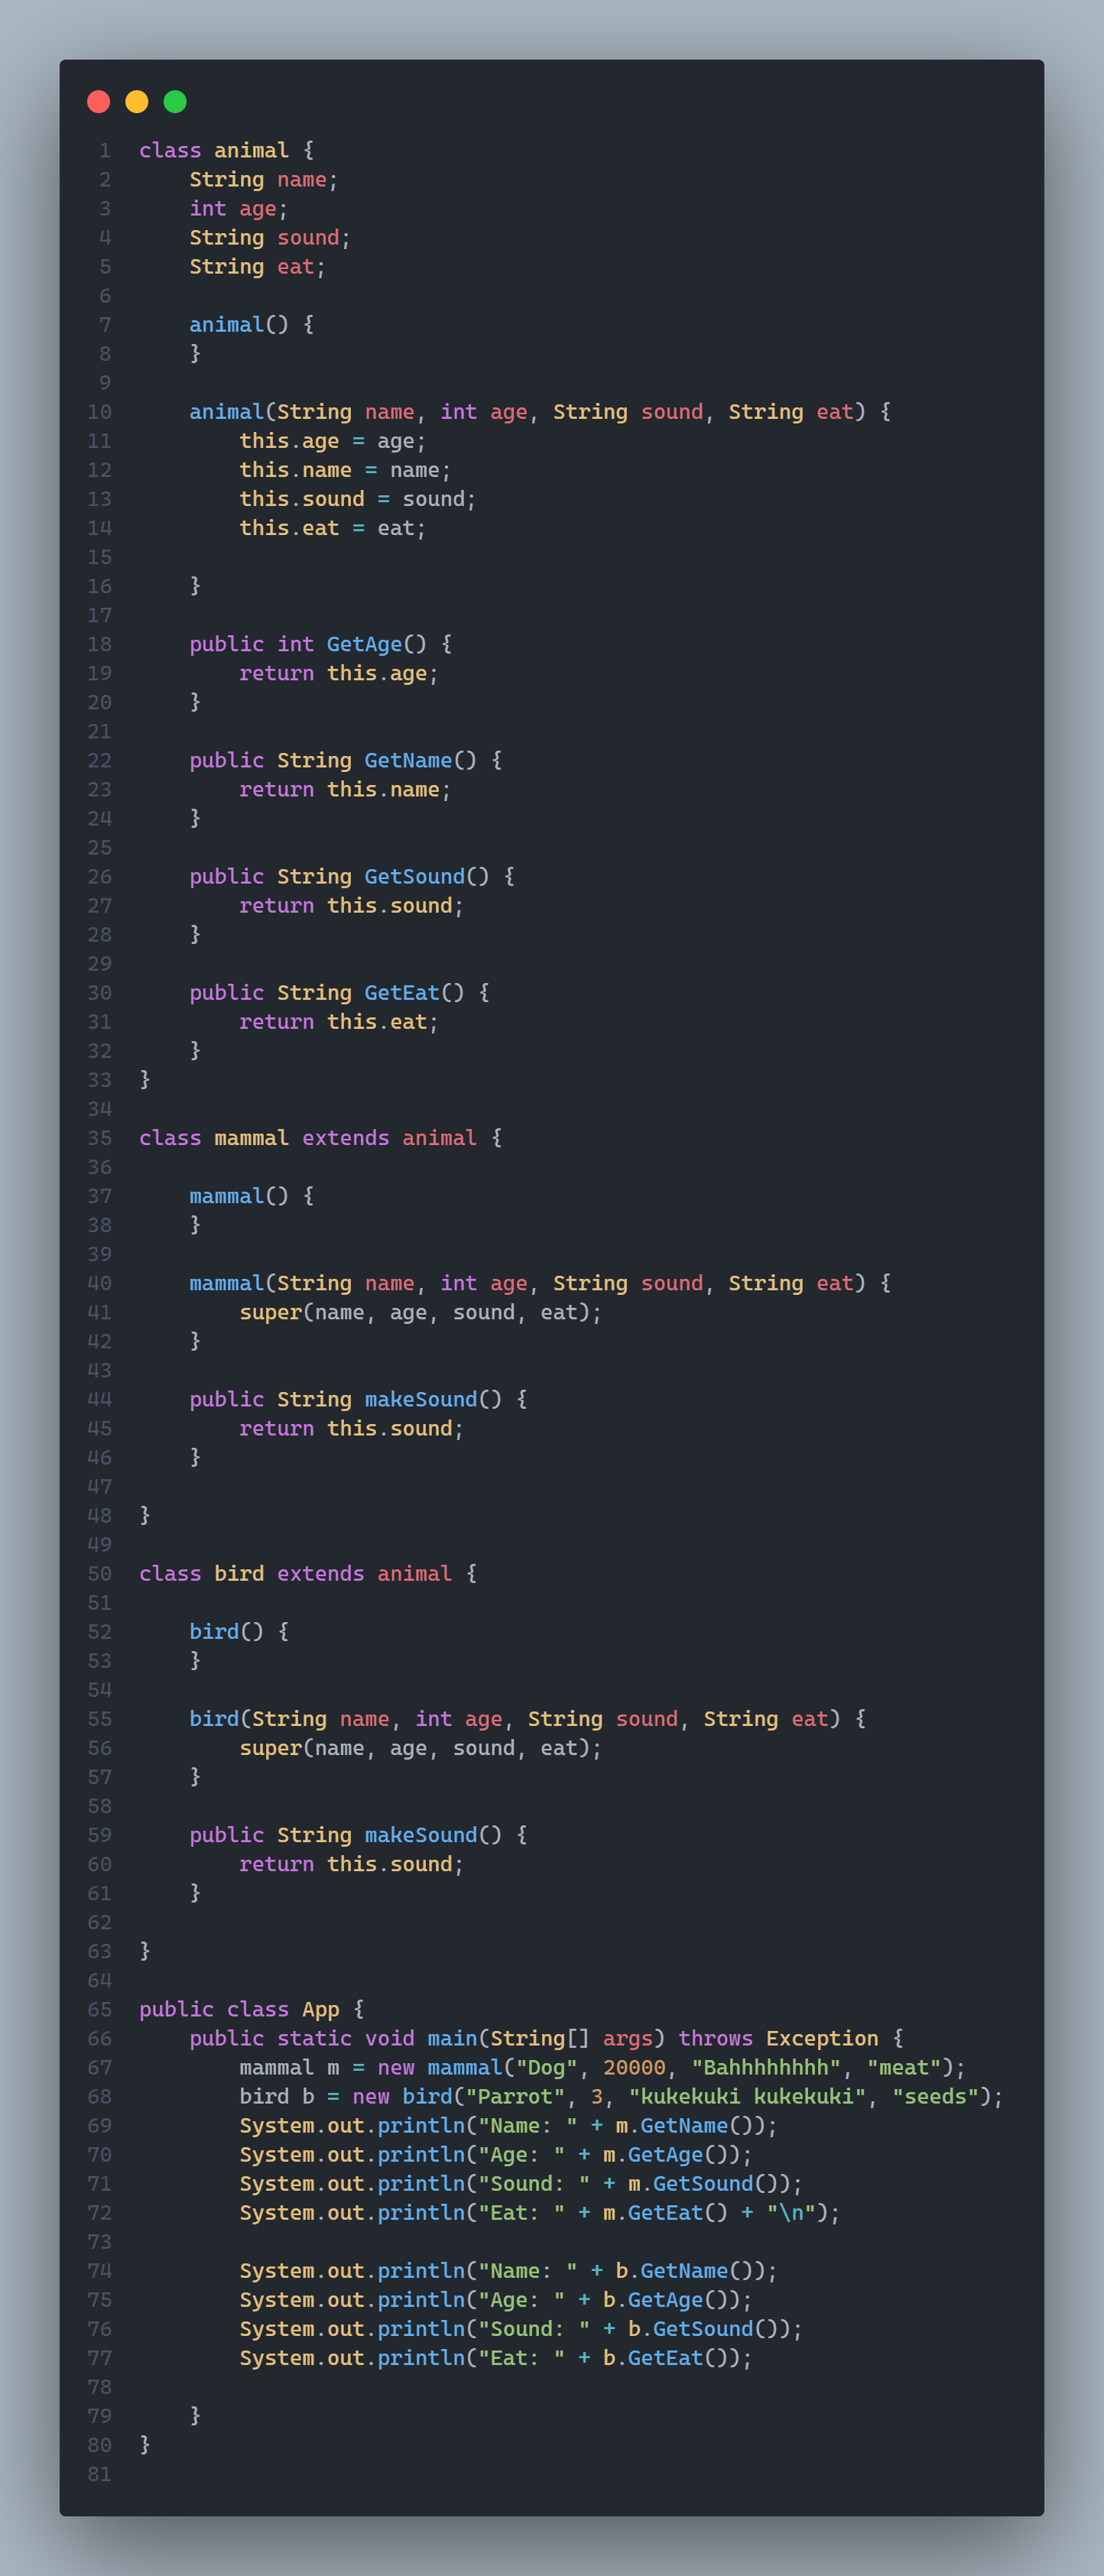 1 class animal {
2     String name;
3     int age;
4     String sound;
5     String eat;
6
7     animal() {
8     }
9
10     animal(String name, int age, String sound, String eat) {
11         this.age = age;
12         this.name = name;
13         this.sound = sound;
14         this.eat = eat;
15
16     }
17
18     public int GetAge() {
19         return this.age;
20     }
21
22     public String GetName() {
23         return this.name;
24     }
25
26     public String GetSound() {
27         return this.sound;
28     }
29
30     public String GetEat() {
31         return this.eat;
32     }
33 }
34
35 class mammal extends animal {
36
37     mammal() {
38     }
39
40     mammal(String name, int age, String sound, String eat) {
41         super(name, age, sound, eat);
42     }
43
44     public String makeSound() {
45         return this.sound;
46     }
47
48 }
49
50 class bird extends animal {
51
52     bird() {
53     }
54
55     bird(String name, int age, String sound, String eat) {
56         super(name, age, sound, eat);
57     }
58
59     public String makeSound() {
60         return this.sound;
61     }
62
63 }
64
65 public class App {
66     public static void main(String[] args) throws Exception {
67         mammal m = new mammal("Dog", 20000, "Bahhhhhhhh", "meat");
68         bird b = new bird("Parrot", 3, "kukekuki kukekuki", "seeds");
69         System.out.println("Name: " + m.GetName());
70         System.out.println("Age: " + m.GetAge());
71         System.out.println("Sound: " + m.GetSound());
72         System.out.println("Eat: " + m.GetEat() + "\n");
73
74         System.out.println("Name: " + b.GetName());
75         System.out.println("Age: " + b.GetAge());
76         System.out.println("Sound: " + b.GetSound());
77         System.out.println("Eat: " + b.GetEat());
78
79     }
80 }
81